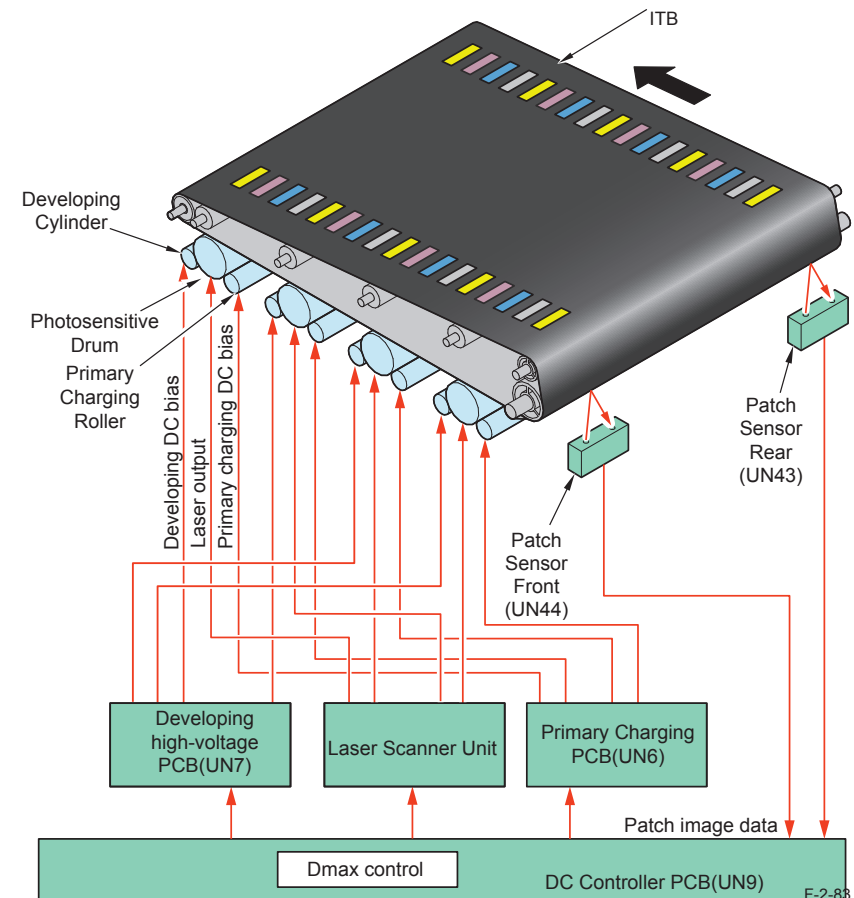 ITB
Developing
Cylinder
Photosensitive
Drum
Primary
Charging
Roller
Developing DC bias
Laser output
Primary charging DC bias
Patch
Sensor
Rear
(UN43)
Patch
Sensor
Front
(UN44)
Developing
high-voltage
PCB(UN7)
Laser Scanner Unit
Primary Charging
PCB(UN6)
Patch image data
Dmax control
DC Controller PCB(UN9)
F-2-83